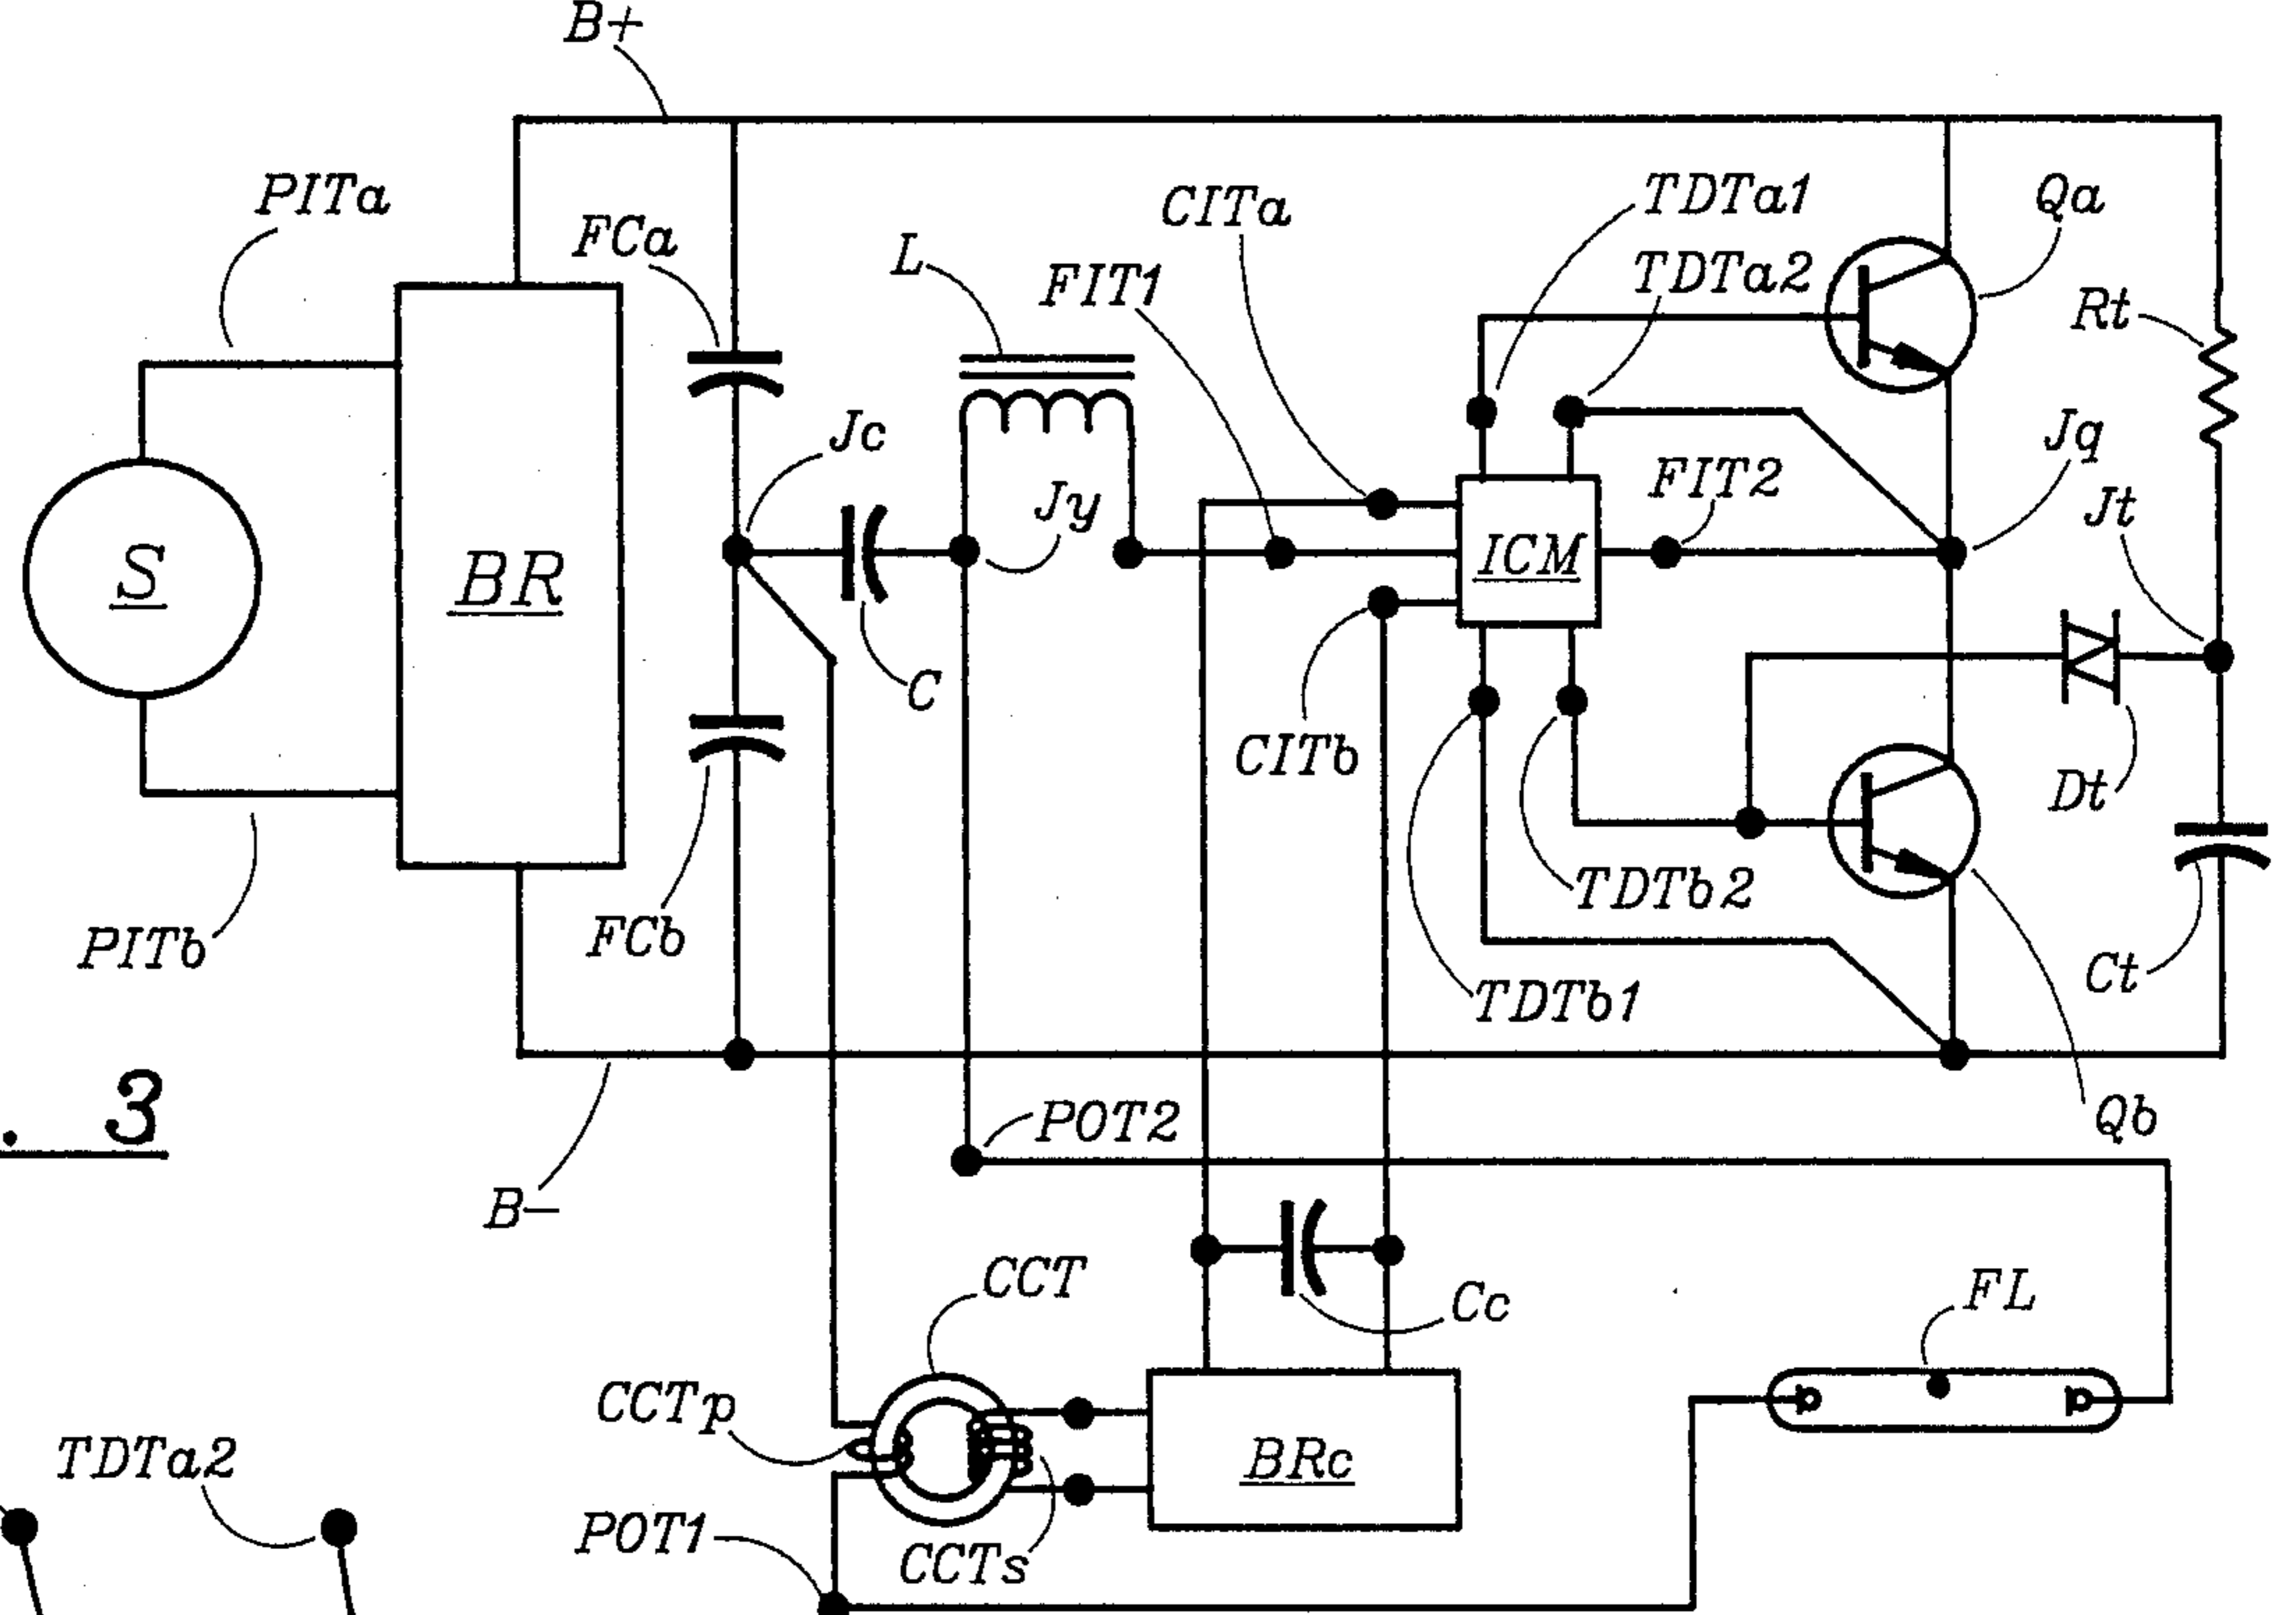 B+
PITa
FCa
L
CITa
FIT1
TDTa1
TDTa2
Qa
Rt
Jc
Jy
FIT2
Jq
Jt
S
BR
ICM
C
CITb
Dt
FCb
PITb
TDTb2
TDTb1
Ct
. 3
B−
POT2
Qb
CCT
Cc
FL
CCTp
BRc
TDTa2
POT1
CCTs